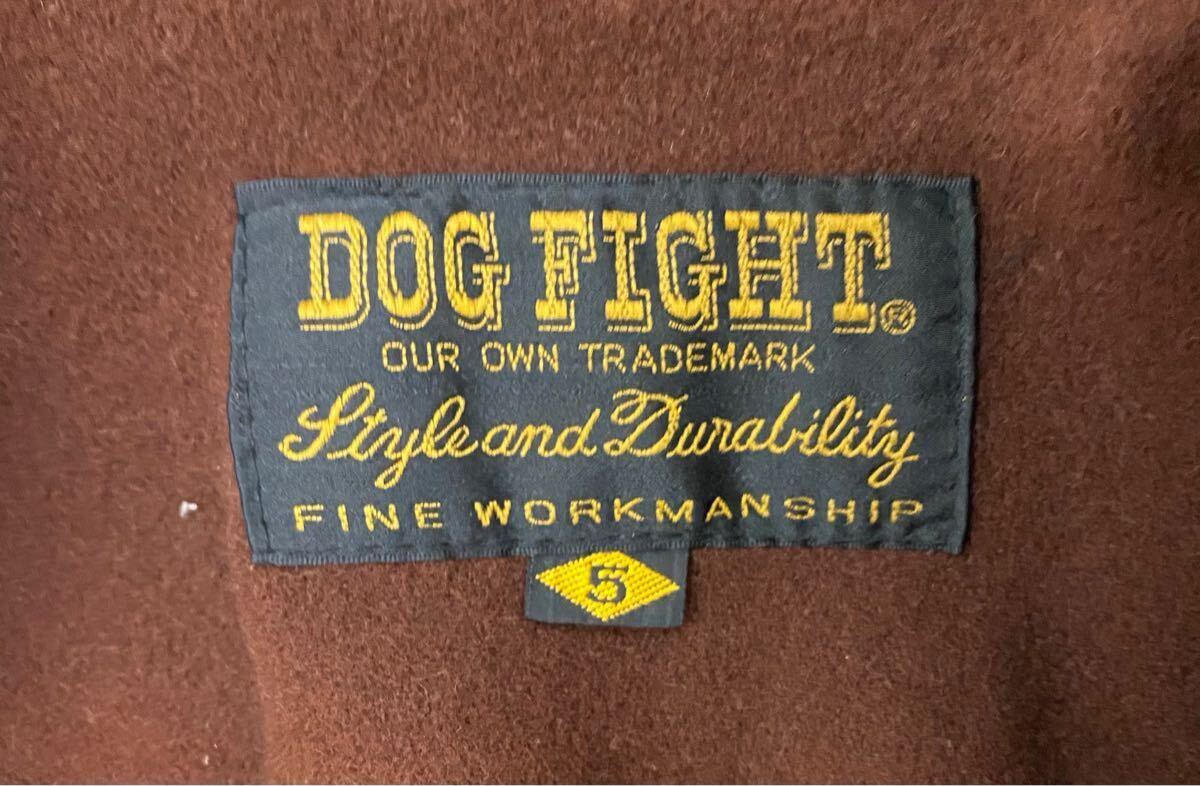 DOG FIGHT®
OUR OWN TRADEMARK
Style and Durability
FINE WORKMANSHIP
5